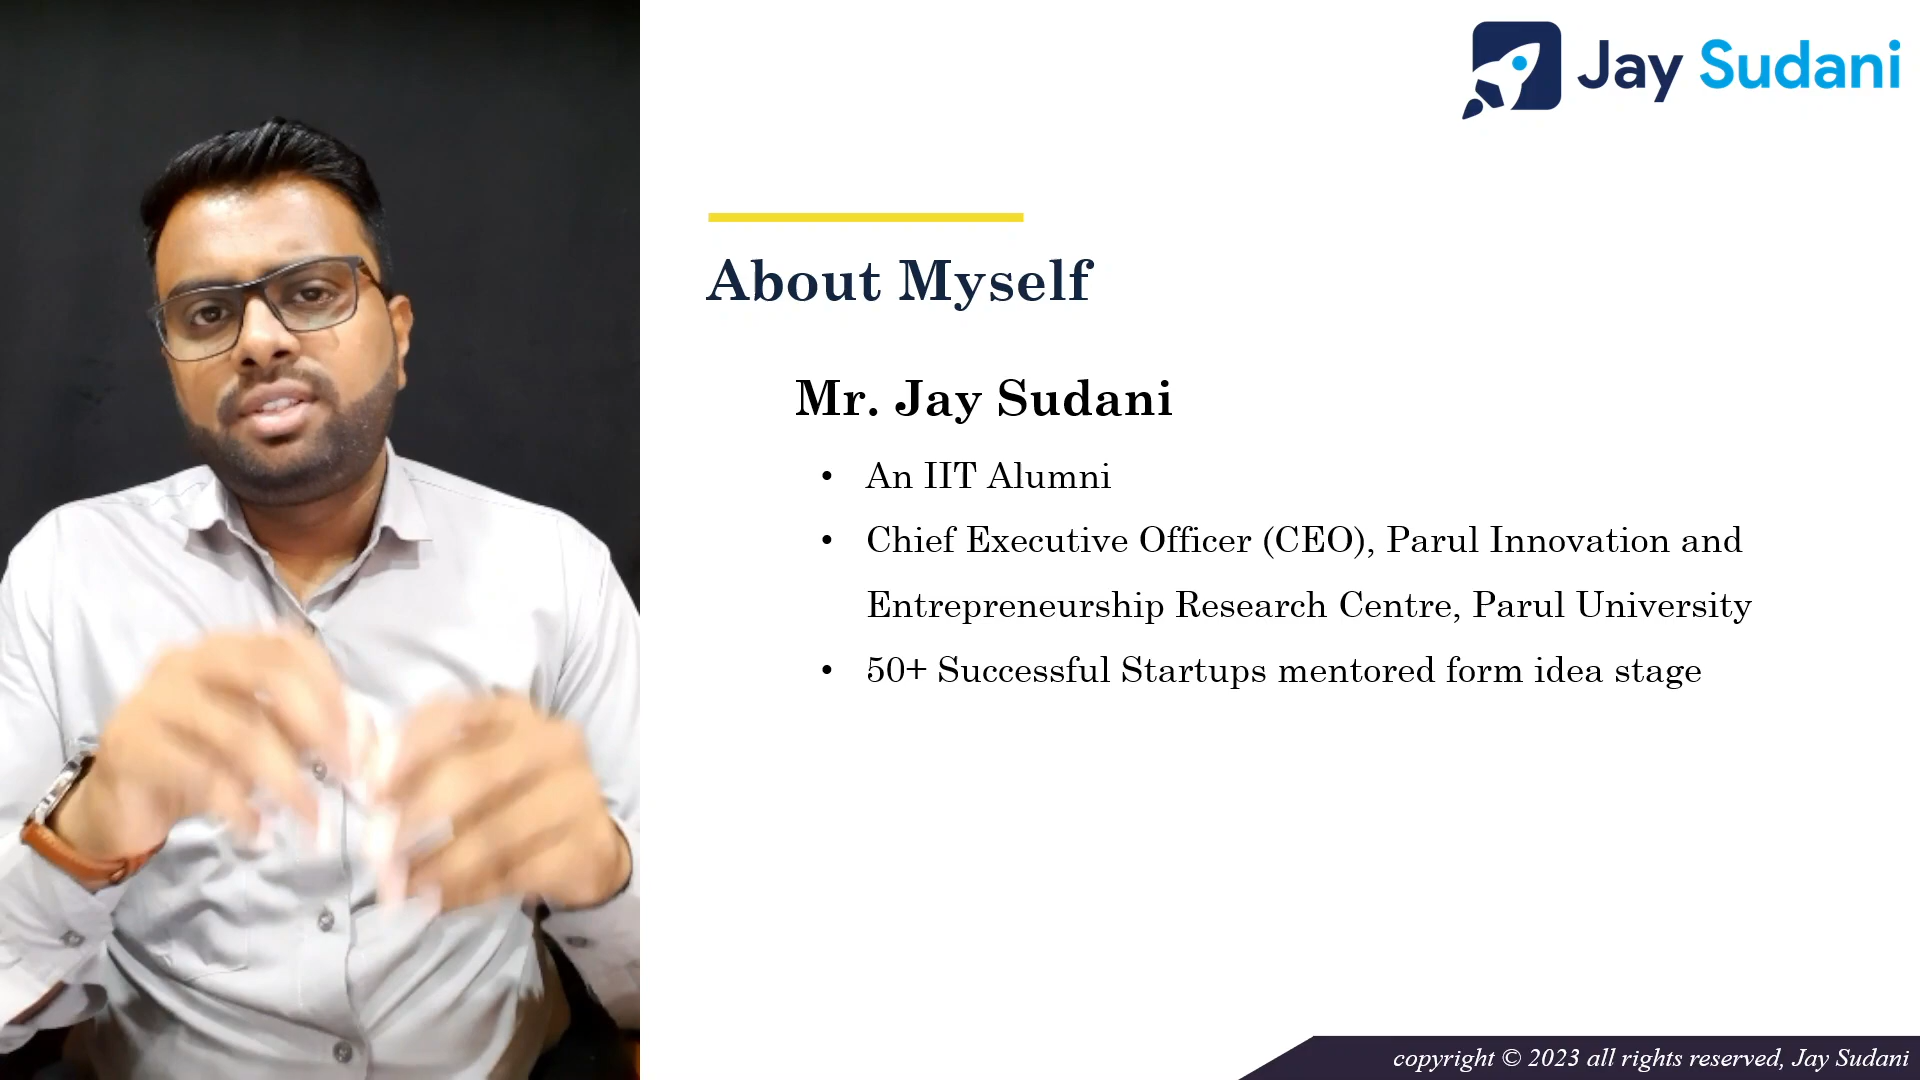 Jay Sudani
About Myself
Mr. Jay Sudani
• An IIT Alumni
• Chief Executive Officer (CEO), Parul Innovation and
Entrepreneurship Research Centre, Parul University
• 50+ Successful Startups mentored form idea stage
copyright © 2023 all rights reserved, Jay Sudani